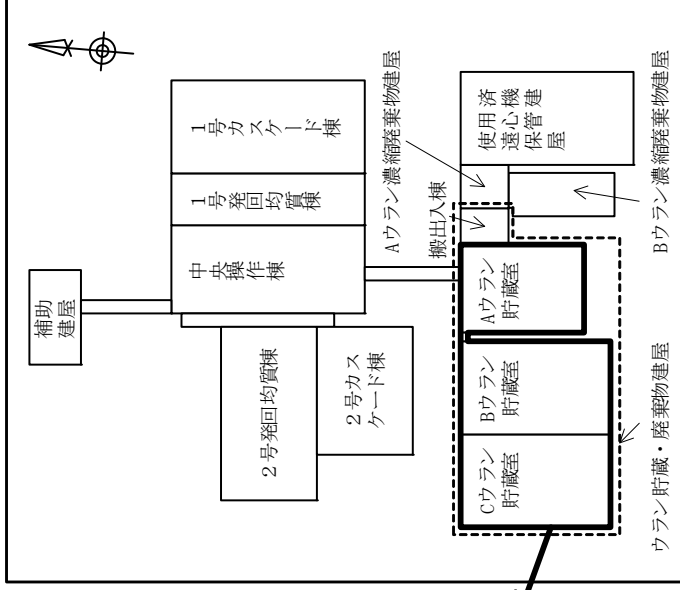 補助
建屋
1号カスケード棟
1号発回均質棟
中央
操作
棟
2号発回均質棟
2号カス
ケード棟
Aウラン濃縮廃棄物建屋
搬出入棟
使用済
遠心機
保管建
屋
Aウラン
貯蔵室
Bウラン
貯蔵室
Cウラン
貯蔵室
Bウラン濃縮廃棄物建屋
ウラン貯蔵・廃棄物建屋